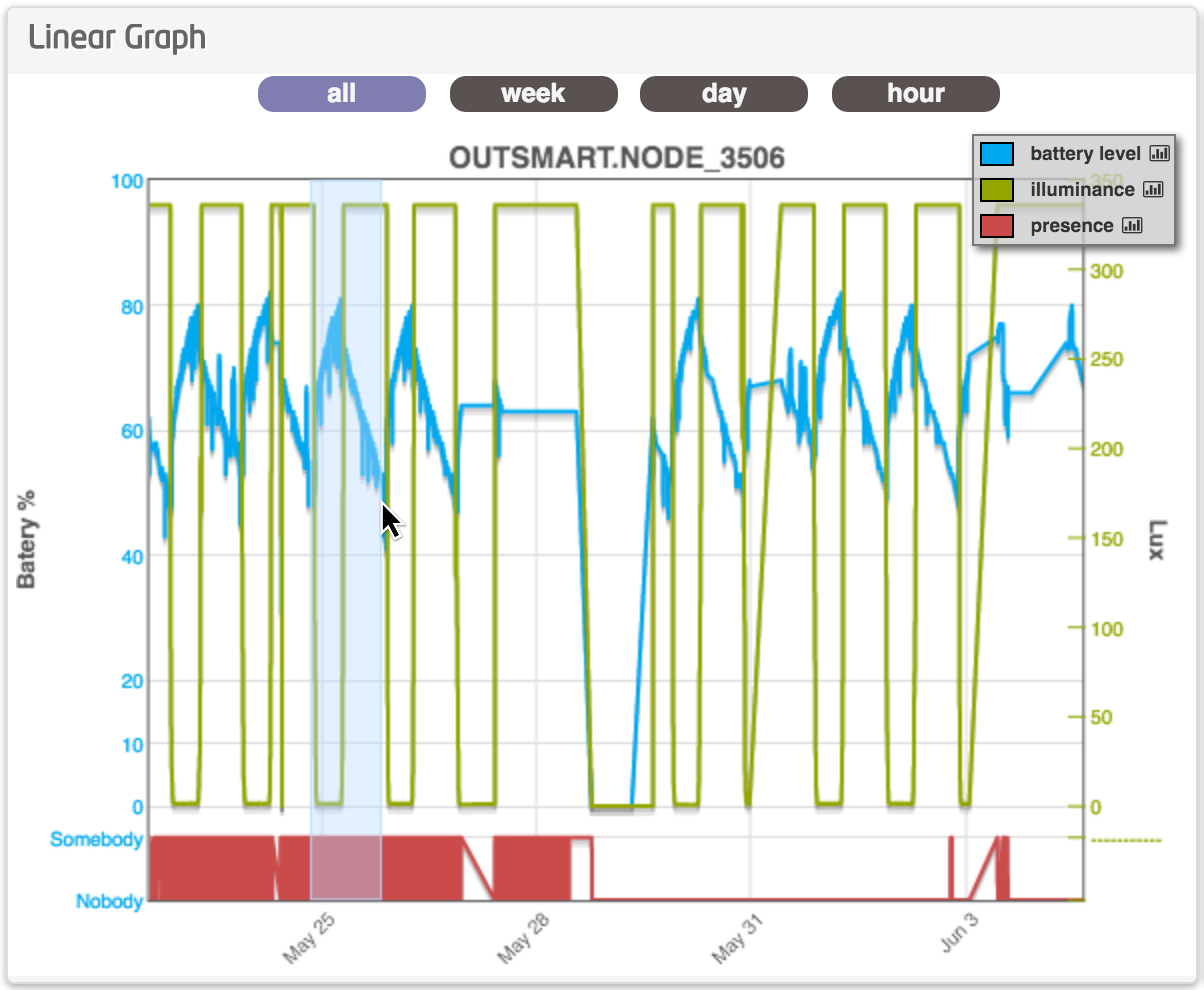 Linear Graph
all week day hour
OUTSMART.NODE_3506
battery level
illuminance
presence
100
80
60
40
20
10
0
Somebody
Nobody
Batery %
350
300
250
200
150
100
50
0
Lux
May 25
May 28
May 31
Jun 3